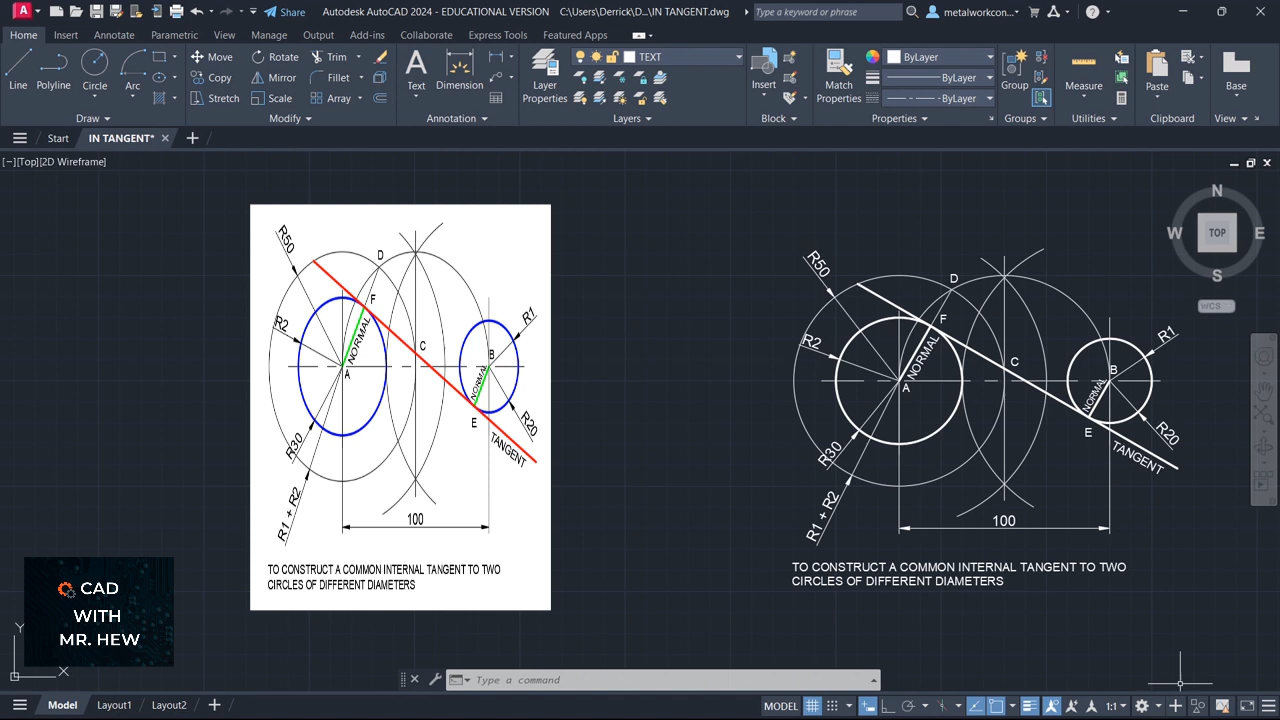 Share
Autodesk AutoCAD 2024 - EDUCATIONAL VERSION C:\Users\Derrick\D...\IN TANGENT.dwg
Type a keyword or phrase
metalworkcon...
Home Insert Annotate Parametric View Manage Output Add-ins Collaborate Express Tools Featured Apps
Line Polyline Circle Arc
Move Rotate Trim
Copy Mirror Fillet
Stretch Scale Array
Text Dimension
Layer Properties
TEXT
Insert
Match Properties
ByLayer
ByLayer
ByLayer
Group
Measure
Paste
Base
Draw Modify Annotation Layers Block Properties Groups Utilities Clipboard View
Start IN TANGENT*
[−][Top][2D Wireframe]
N
W TOP E
S
WCS
R50
D
F
R2
NORMAL
R1
C
B
A
NORMAL
E
R20
R30
TANGENT
R1 + R2
100
TO CONSTRUCT A COMMON INTERNAL TANGENT TO TWO
CIRCLES OF DIFFERENT DIAMETERS
R50
D
F
R2
NORMAL
R1
C
B
A
NORMAL
E
R20
R30
TANGENT
R1 + R2
100
TO CONSTRUCT A COMMON INTERNAL TANGENT TO TWO
CIRCLES OF DIFFERENT DIAMETERS
CAD
WITH
MR. HEW
Y
X
Type a command
Model Layout1 Layout2
MODEL
1:1